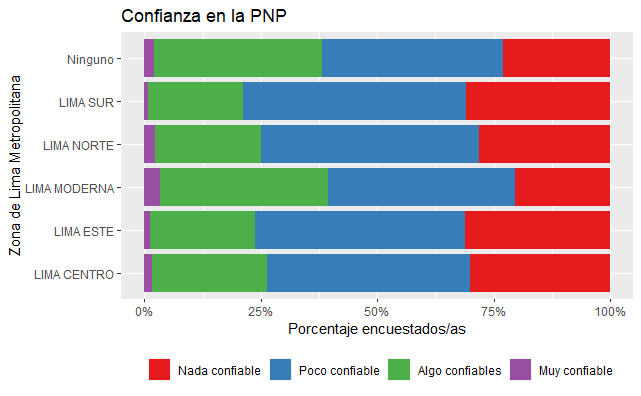 Confianza en la PNP
Zona de Lima Metropolitana
Ninguno
LIMA SUR
LIMA NORTE
LIMA MODERNA
LIMA ESTE
LIMA CENTRO
0% 25% 50% 75% 100%
Porcentaje encuestados/as
Nada confiable Poco confiable Algo confiables Muy confiable